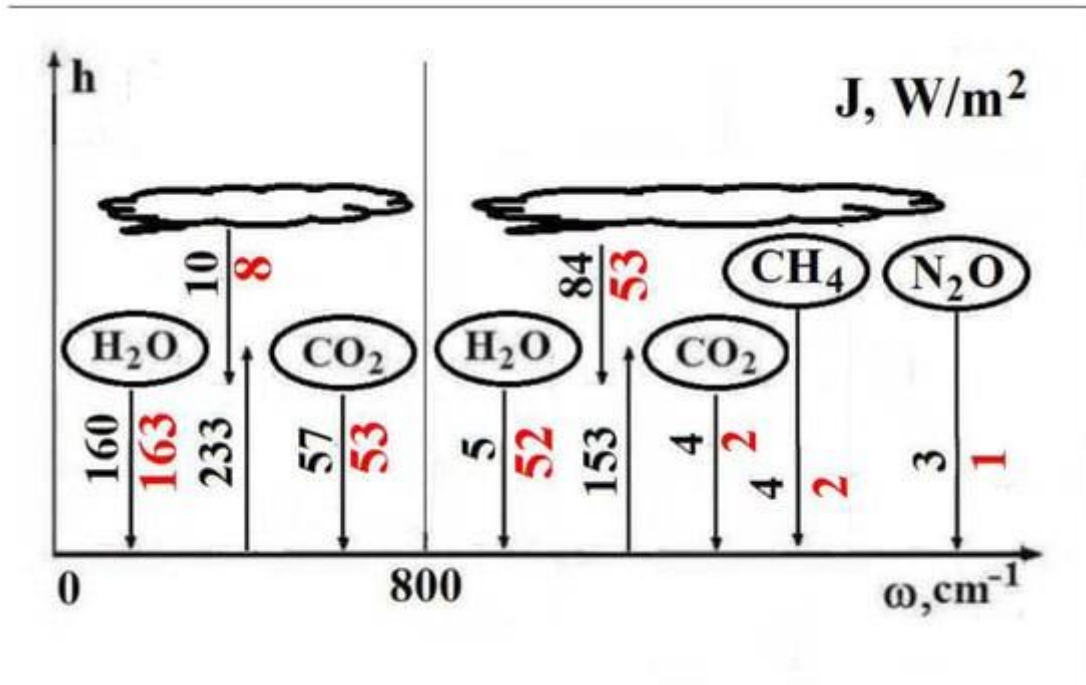 h
J, W/m²
10 8
84 53
CH₄
N₂O
H₂O
CO₂
H₂O
CO₂
160 163
233
57 53
5 52
153
4 2
4 2
3 1
0
800
ω,cm⁻¹